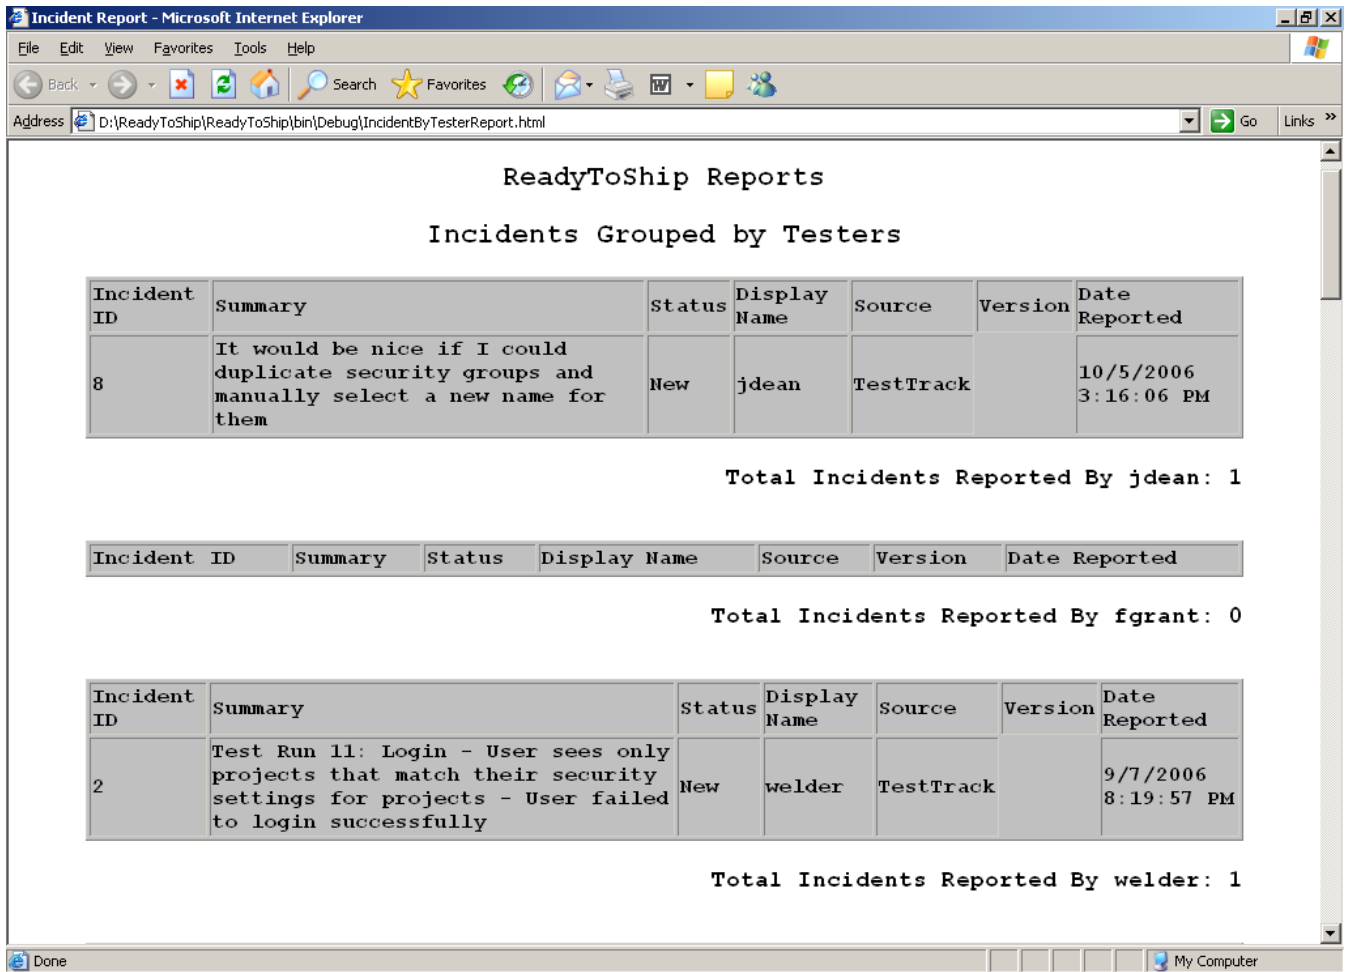 Incident Report - Microsoft Internet Explorer
File Edit View Favorites Tools Help
Back Search Favorites
Address D:\ReadyToShip\ReadyToShip\bin\Debug\IncidentByTesterReport.html Go Links »
ReadyToShip Reports
Incidents Grouped by Testers
Incident ID Summary Status Display Name Source Version Date Reported
8 It would be nice if I could duplicate security groups and manually select a new name for them New jdean TestTrack 10/5/2006 3:16:06 PM
Total Incidents Reported By jdean: 1
Incident ID Summary Status Display Name Source Version Date Reported
Total Incidents Reported By fgrant: 0
Incident ID Summary Status Display Name Source Version Date Reported
2 Test Run 11: Login - User sees only projects that match their security settings for projects - User failed to login successfully New welder TestTrack 9/7/2006 8:19:57 PM
Total Incidents Reported By welder: 1
Done My Computer